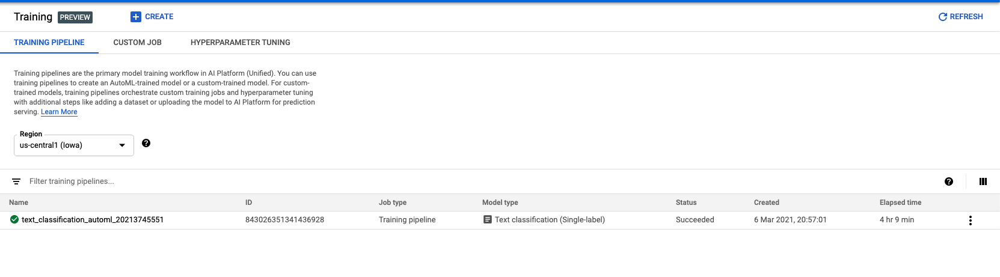 Training PREVIEW CREATE REFRESH
TRAINING PIPELINE CUSTOM JOB HYPERPARAMETER TUNING
Training pipelines are the primary model training workflow in AI Platform (Unified). You can use
training pipelines to create an AutoML-trained model or a custom-trained model. For custom-
trained models, training pipelines orchestrate custom training jobs and hyperparameter tuning
with additional steps like adding a dataset or uploading the model to AI Platform for prediction
serving. Learn More
Region
us-central1 (Iowa)
Filter training pipelines...
Name ID Job type Model type Status Created Elapsed time
text_classification_automl_20213745551 843026351341436928 Training pipeline Text classification (Single-label) Succeeded 6 Mar 2021, 20:57:01 4 hr 9 min